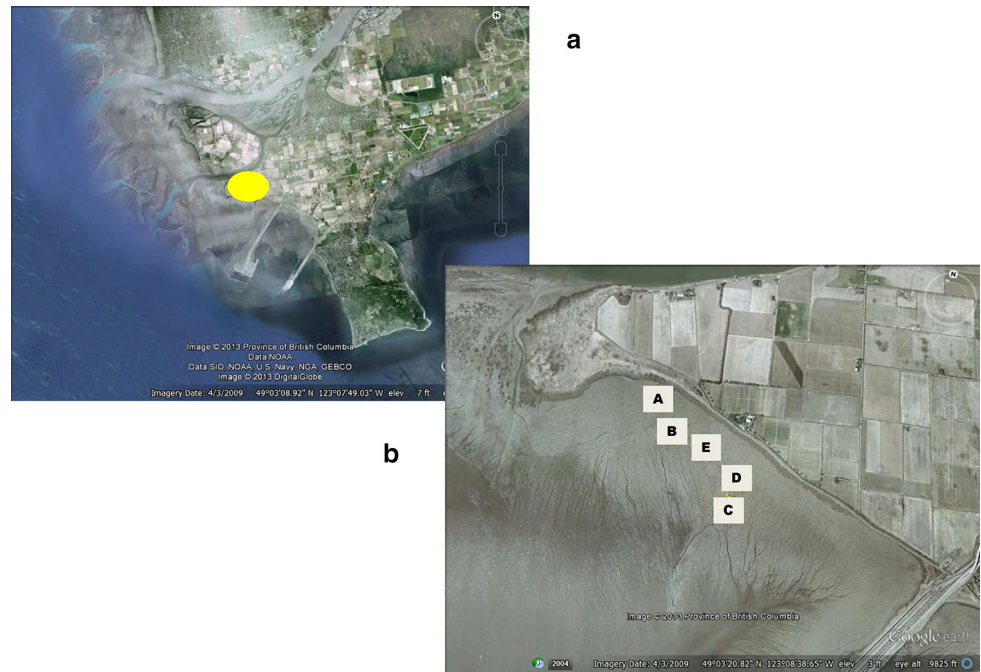 N
a
Image © 2013 Province of British Columbia
Data NOAA
Data SIO, NOAA, U.S. Navy, NGA, GEBCO
Image © 2013 DigitalGlobe
Imagery Date: 4/3/2009 49°03'08.92" N 123°07'49.03" W elev 7 ft
b
N
A
B
E
D
C
Image © 2013 Province of British Columbia
Google earth
2004 Imagery Date: 4/3/2009 49°03'20.82" N 123°08'38.65" W elev 3 ft eye alt 9825 ft